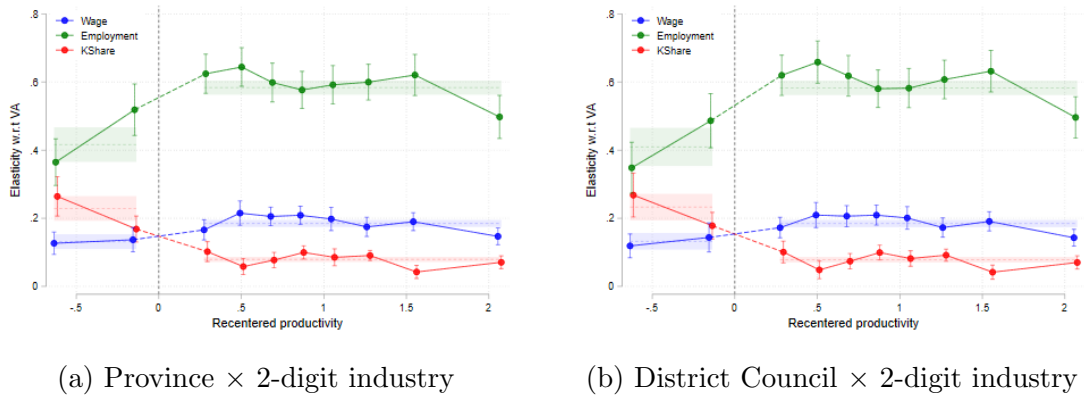 .8
Wage
Employment
KShare
.6
.4
.2
0
Elasticity w.r.t VA
-.5
0
.5
1
1.5
2
Recentered productivity
(a) Province × 2-digit industry
.8
Wage
Employment
KShare
.6
.4
.2
0
Elasticity w.r.t VA
-.5
0
.5
1
1.5
2
Recentered productivity
(b) District Council × 2-digit industry